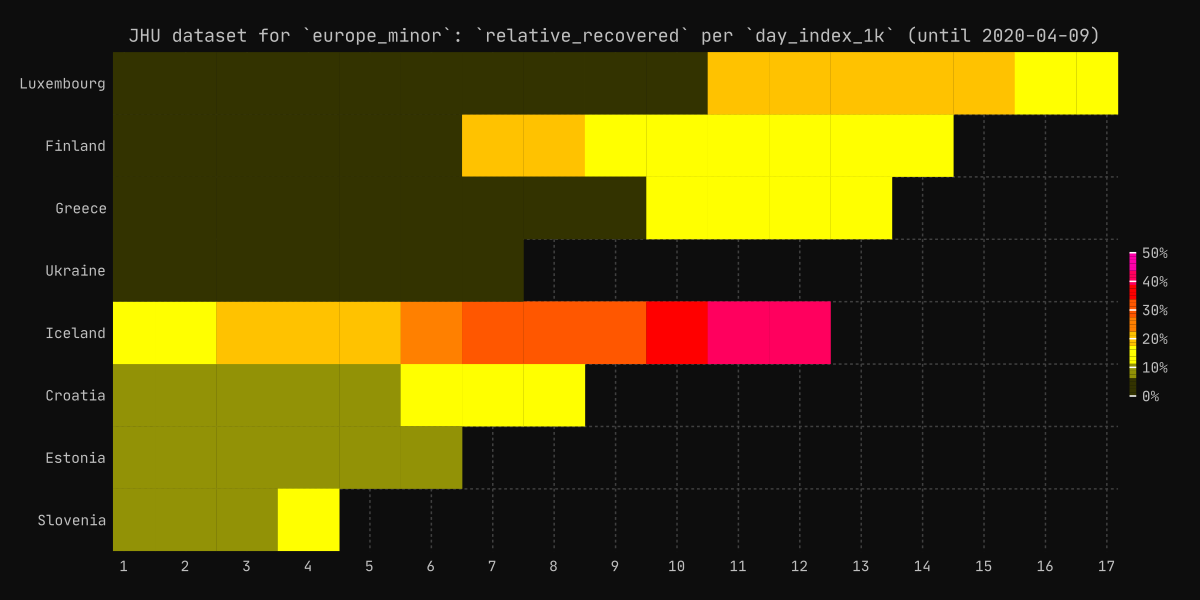 JHU dataset for `europe_minor`: `relative_recovered` per `day_index_1k` (until 2020-04-09)
Luxembourg
Finland
Greece
Ukraine
Iceland
Croatia
Estonia
Slovenia
50%
40%
30%
20%
10%
0%
1 2 3 4 5 6 7 8 9 10 11 12 13 14 15 16 17